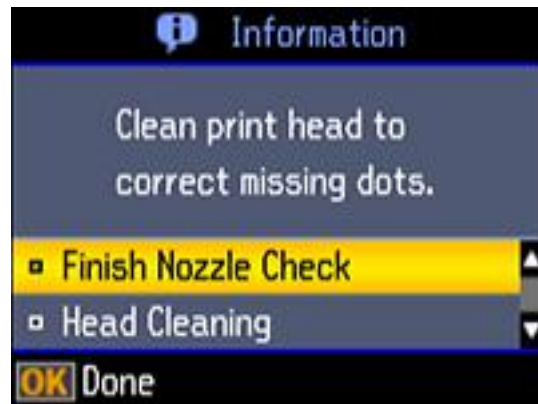 Information
Clean print head to
correct missing dots.
Finish Nozzle Check
Head Cleaning
OK Done